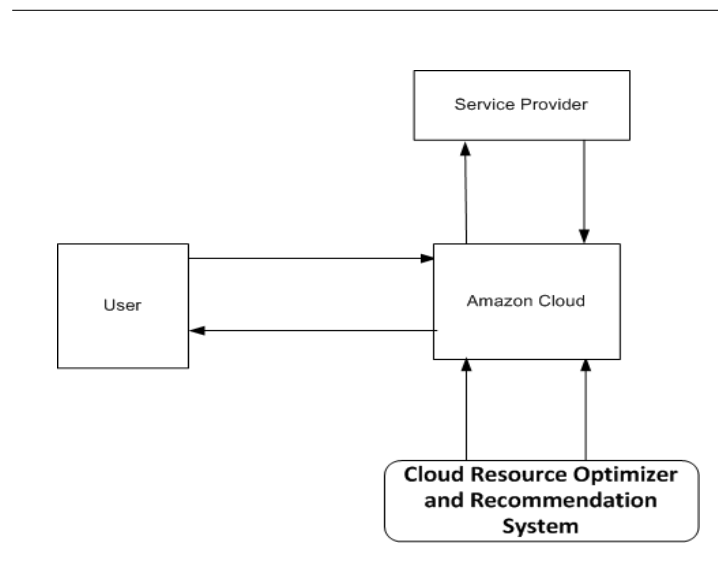 Service Provider
User
Amazon Cloud
Cloud Resource Optimizer
and Recommendation
System